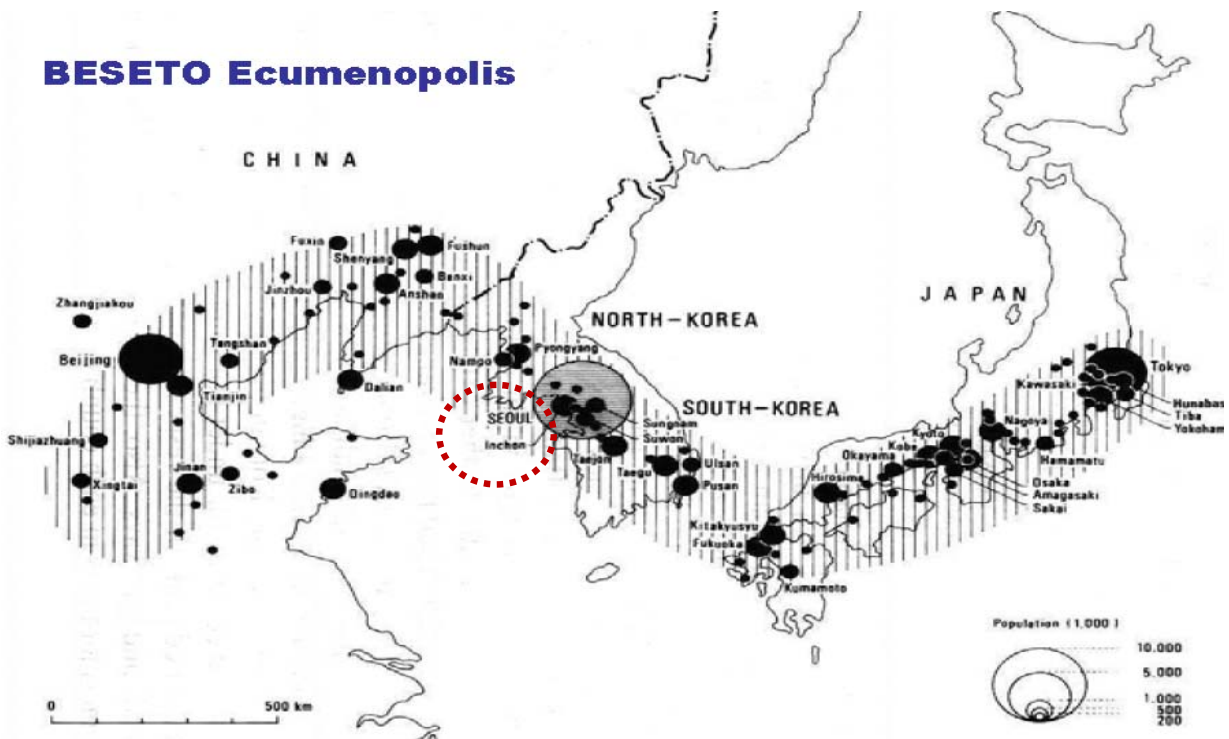 BESETO Ecumenopolis
CHINA
Fuxin
Shenyang
Fushun
Benxi
Jinzhou
Anshan
Zhangjiakou
JAPAN
NORTH-KOREA
Tangshan
Beijing
Nampo
Pyongyang
Tokyo
Tianjin
Dalian
Kawasaki
Hunabas
SOUTH-KOREA
SEOUL
Tiba
Sungnam
Nagoya
Yokoham
Shijiazhuang
Inchon
Suwon
Kyoto
Kobe
Taejon
Okayama
Hamamatu
Jinan
Taegu
Ulsan
Xingtai
Zibo
Osaka
Qingdao
Pusan
Hirosima
Amagasaki
Sakai
Kitakyusyu
Fukuoka
Kumamoto
Population (1,000)
10.000
5.000
1.000
500
200
0 500 km